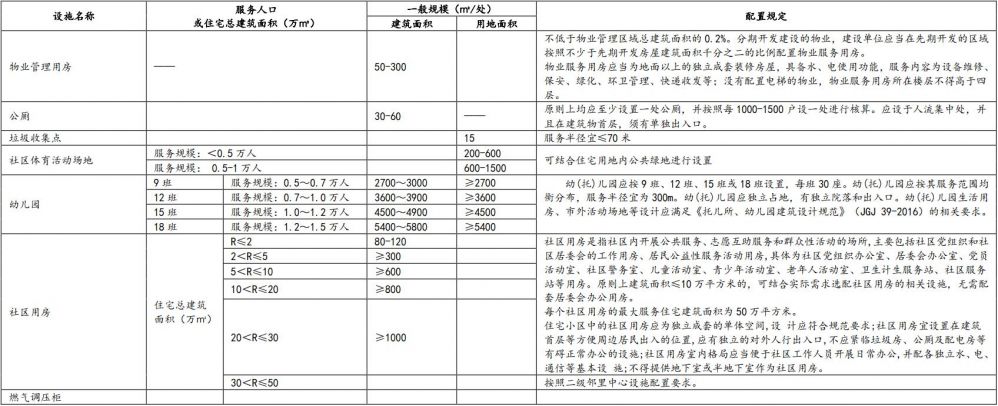 设施名称
服务人口
或住宅总建筑面积（万㎡）
一般规模（㎡/处）
建筑面积
用地面积
配置规定
物业管理用房
——
50-300
不低于物业管理区域总建筑面积的0.2%。分期开发建设的物业，建设单位应当在先期开发的区域
按照不少于先期开发房屋建筑面积千分之二的比例配置物业服务用房。
物业服务用房应当为地面以上的独立成套装修房屋，具备水、电使用功能，服务内容为设备维修、
保安、绿化、环卫管理、快递收发等；没有配置电梯的物业，物业服务用房所在楼层不得高于四
层。
公厕
30-60
——
原则上均应至少设置一处公厕，并按照每1000-1500户设一处进行核算。应设于人流集中处，并
且在建筑物首层，须有单独出入口。
垃圾收集点
15
服务半径宜≤70米
社区体育活动场地
服务规模：＜0.5万人
200-600
服务规模： 0.5-1万人
600-1500
可结合住宅用地内公共绿地进行设置
幼儿园
9班
服务规模：0.5～0.7万人
2700～3000
≥2700
12班
服务规模：0.7～1.0万人
3600～3900
≥3600
15班
服务规模：1.0～1.2万人
4500～4900
≥4500
18班
服务规模：1.2～1.5万人
5400～5800
≥5400
幼(托)儿园应按9班、12班、15班或18班设置，每班30座。幼(托)儿园应按其服务范围均
衡分布，服务半径宜为300m。幼(托)儿园应独立占地，有独立院落和出入口。幼(托)儿园生活用
房、室外活动场地等设计应满足《托儿所、幼儿园建筑设计规范》（JGJ 39-2016）的相关要求。
社区用房
住宅总建筑
面积（万㎡）
R≤2
80-120
2＜R≤5
≥300
5＜R≤10
≥600
10＜R≤20
≥800
20＜R≤30
≥1000
30＜R≤50
社区用房是指社区内开展公共服务、志愿互助服务和群众性活动的场所,主要包括社区党组织和社
区居委会的工作用房、居民公益性服务活动用房,具体为社区党组织办公室、居委会办公室、党员
活动室、社区警务室、儿童活动室、青少年活动室、老年人活动室、卫生计生服务站、社区服务
站等用房。原则上建筑面积≤10万平方米的，可结合实际需求选配社区用房的相关设施，无需配
套居委会办公用房。
每个社区用房的最大服务住宅建筑面积为50万平方米。
住宅小区中的社区用房应为独立成套的单体空间,设 计应符合规范要求;社区用房宜设置在建筑
首层等方便周边居民出入的位置,应有独立的对外人行出入口,不应紧临垃圾房、公厕及配电房等
有碍正常办公的设施;社区用房室内格局应当便于社区工作人员开展日常办公,并配备独立水、电、
通信等基本设 施;不得提供地下室或半地下室作为社区用房。
按照二级邻里中心设施配置要求。
燃气调压柜